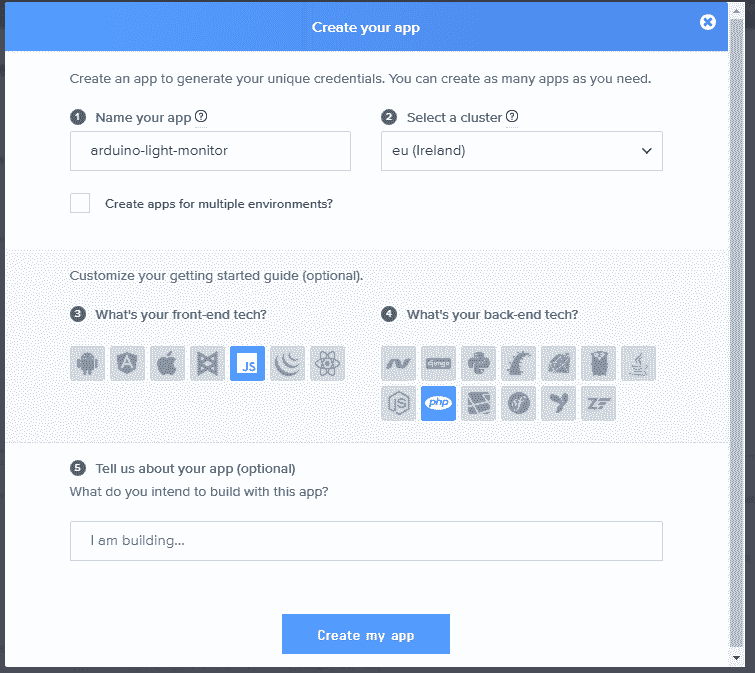 Create your app
Create an app to generate your unique credentials. You can create as many apps as you need.
1 Name your app ?
2 Select a cluster ?
arduino-light-monitor
eu (Ireland)
Create apps for multiple environments?
Customize your getting started guide (optional).
3 What's your front-end tech?
4 What's your back-end tech?
JS
django
JS
php
sf
ZF
5 Tell us about your app (optional)
What do you intend to build with this app?
I am building...
Create my app